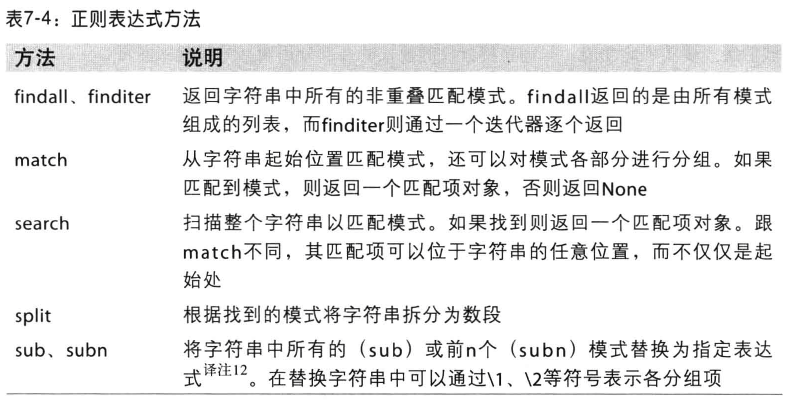 表7-4：正则表达式方法
方法 说明
findall、finditer 返回字符串中所有的非重叠匹配模式。findall返回的是由所有模式
组成的列表，而finditer则通过一个迭代器逐个返回
match 从字符串起始位置匹配模式，还可以对模式各部分进行分组。如果
匹配到模式，则返回一个匹配项对象，否则返回None
search 扫描整个字符串以匹配模式。如果找到则返回一个匹配项对象。跟
match不同，其匹配项可以位于字符串的任意位置，而不仅仅是起
始处
split 根据找到的模式将字符串拆分为数段
sub、subn 将字符串中所有的（sub）或前n个（subn）模式替换为指定表达
式译注12。在替换字符串中可以通过\1、\2等符号表示各分组项